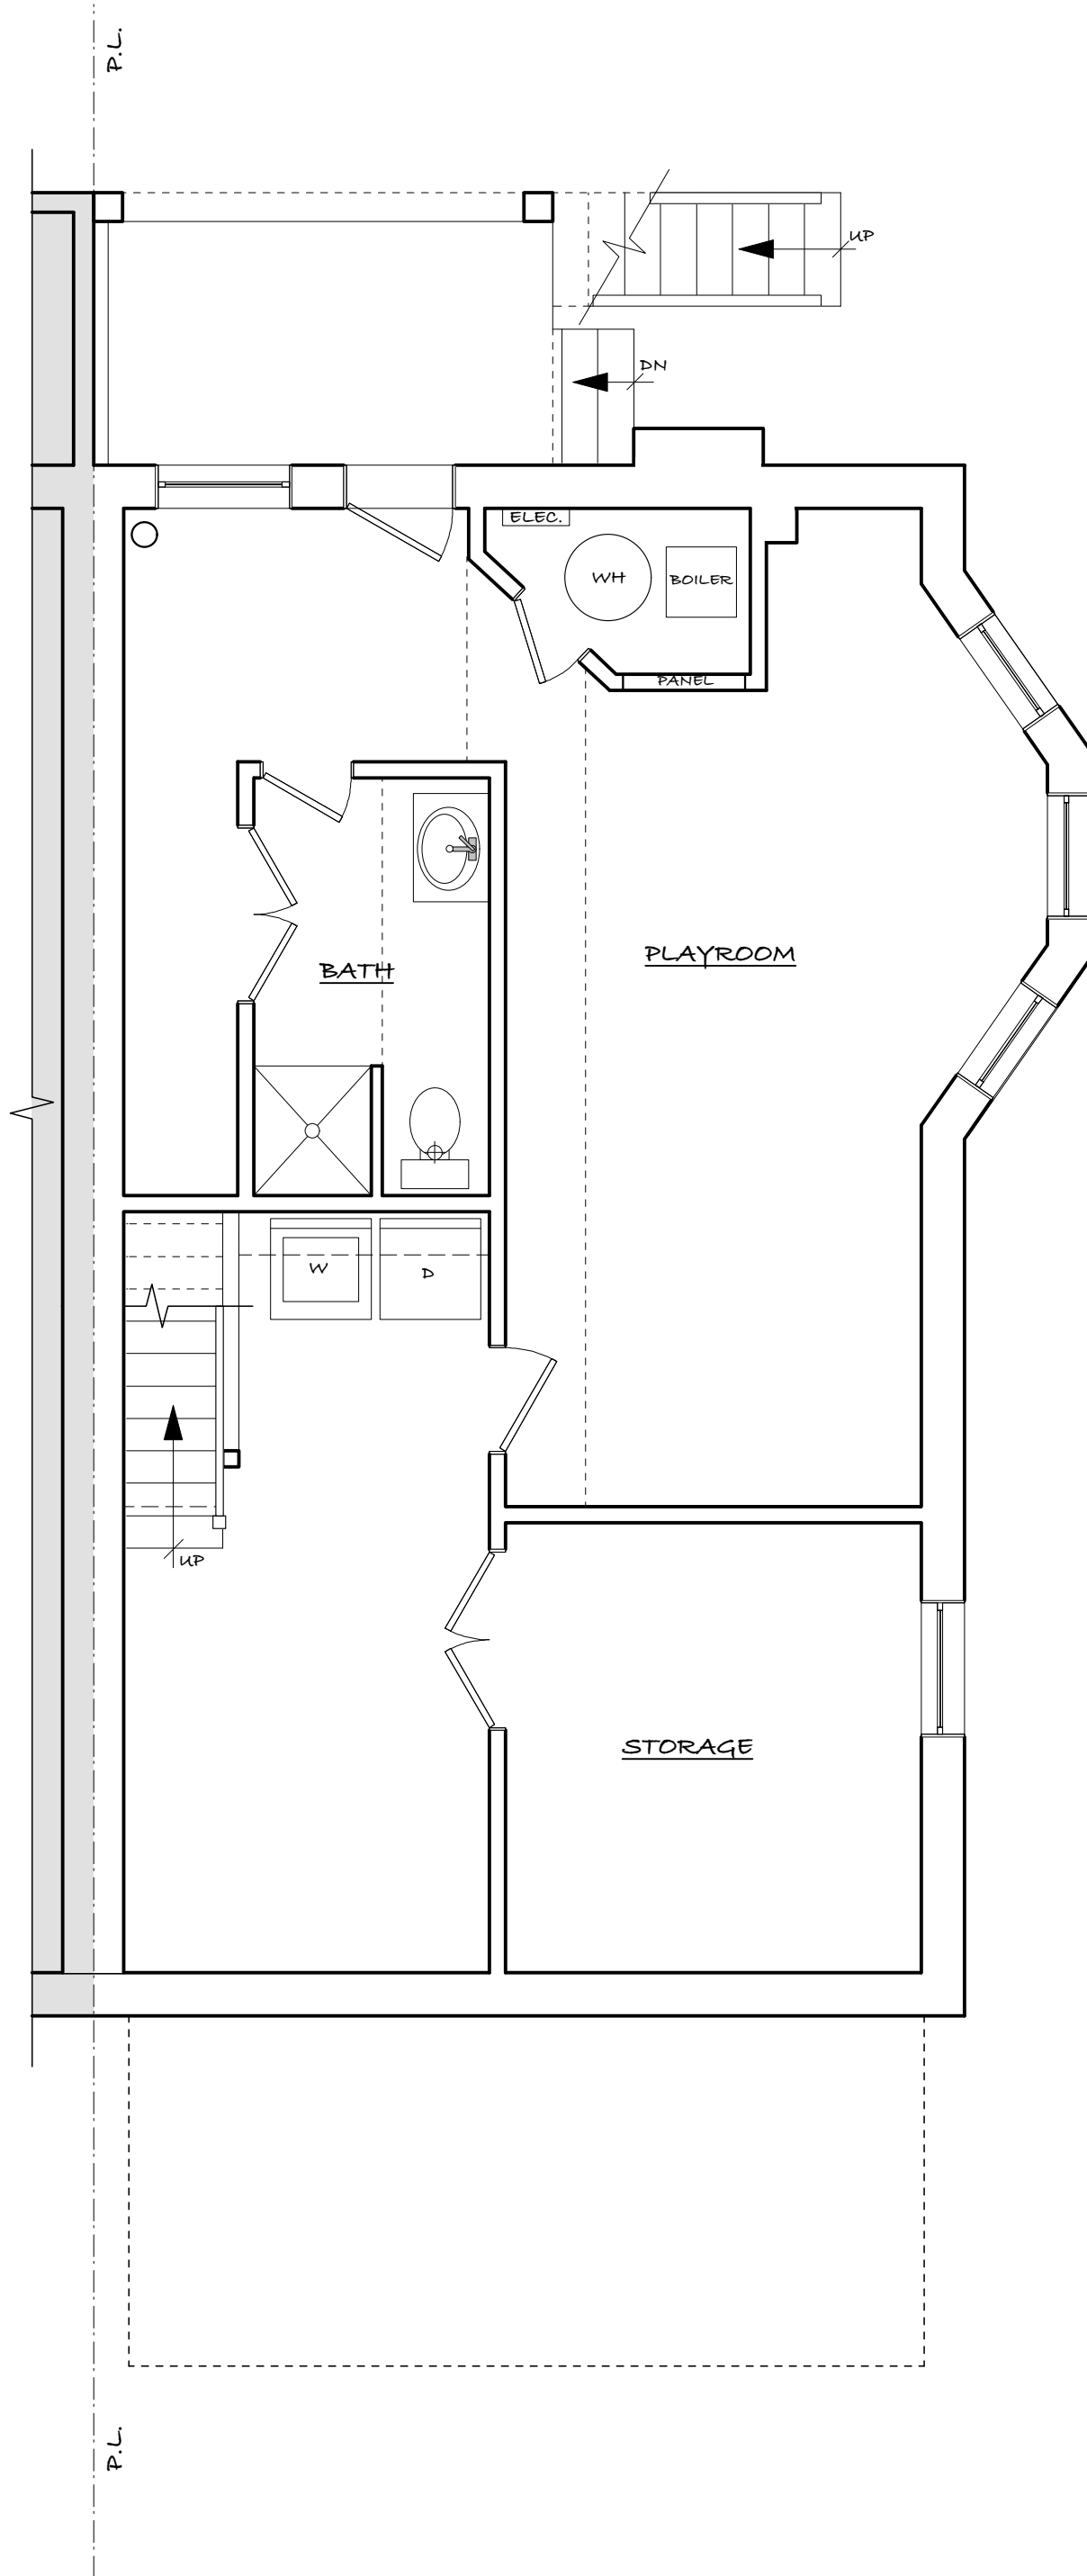 P.L.
UP
DN
ELEC.
WH
BOILER
PANEL
PLAYROOM
BATH
W
D
UP
STORAGE
P.L.